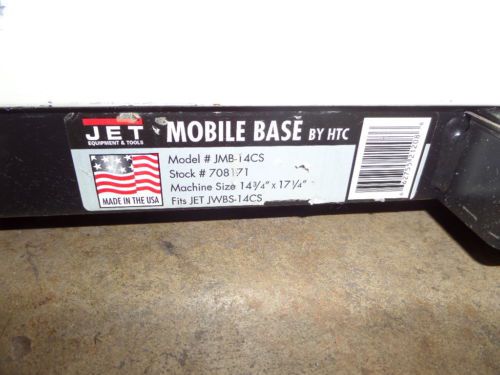 JET
EQUIPMENT & TOOLS
MOBILE BASE BY HTC
Model # JMB-14CS
Stock # 708171
Machine Size 14¾" x 17¼"
Fits JET JWBS-14CS
MADE IN THE USA